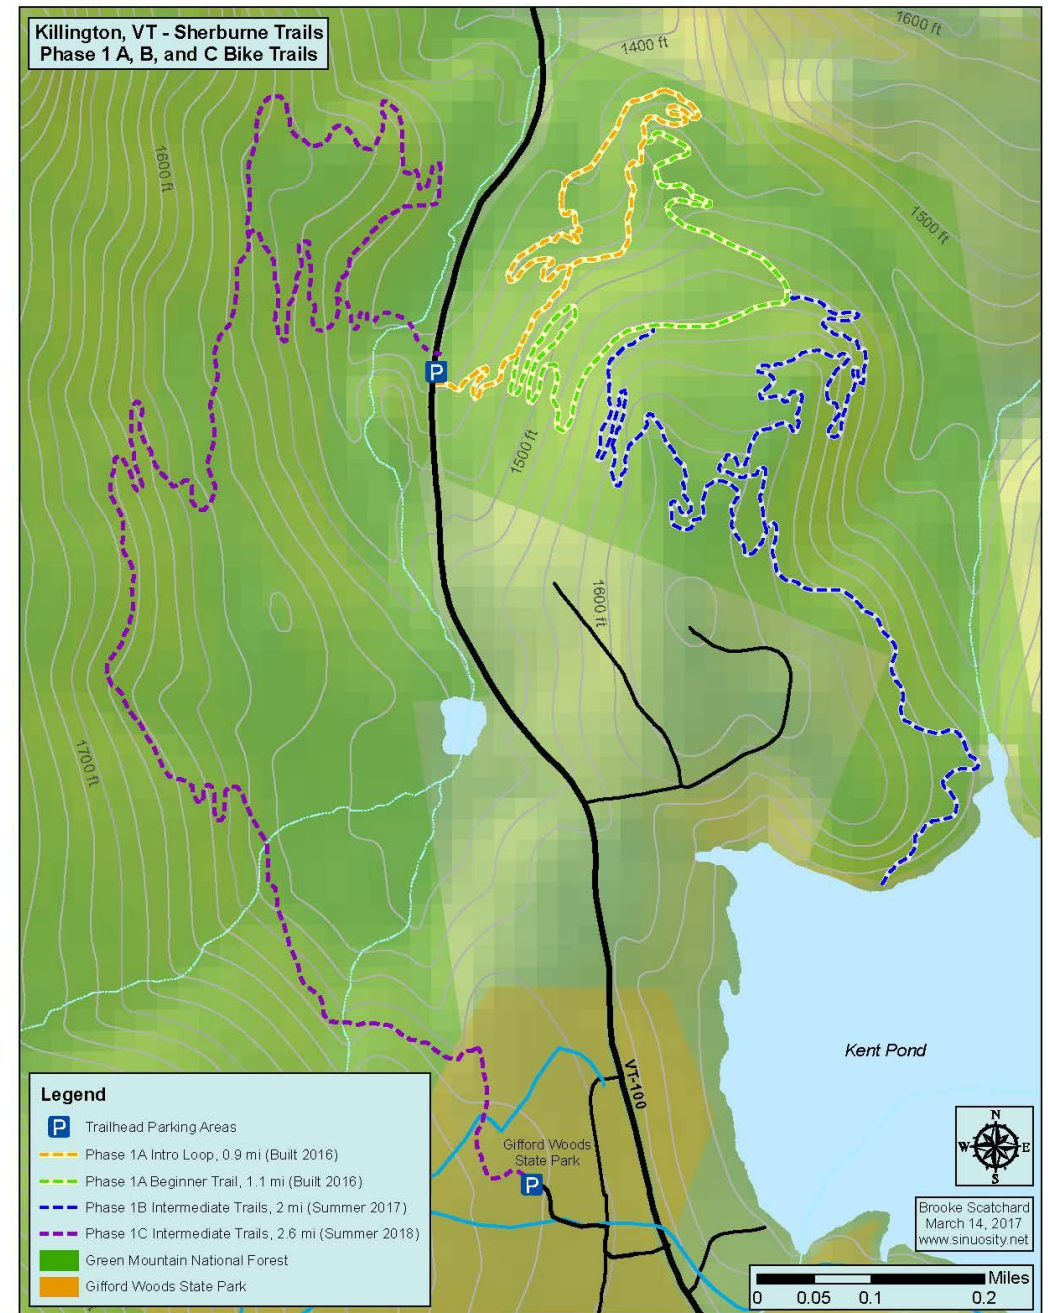 Killington, VT - Sherburne Trails
Phase 1 A, B, and C Bike Trails
1600 ft
1400 ft
1600 ft
1500 ft
1500 ft
1600 ft
1700 ft
Kent Pond
VT-100
Gifford Woods
State Park
P
P
Legend
P Trailhead Parking Areas
Phase 1A Intro Loop, 0.9 mi (Built 2016)
Phase 1A Beginner Trail, 1.1 mi (Built 2016)
Phase 1B Intermediate Trails, 2 mi (Summer 2017)
Phase 1C Intermediate Trails, 2.6 mi (Summer 2018)
Green Mountain National Forest
Gifford Woods State Park
N
W E
S
Brooke Scatchard
March 14, 2017
www.sinuosity.net
Miles
0 0.05 0.1 0.2